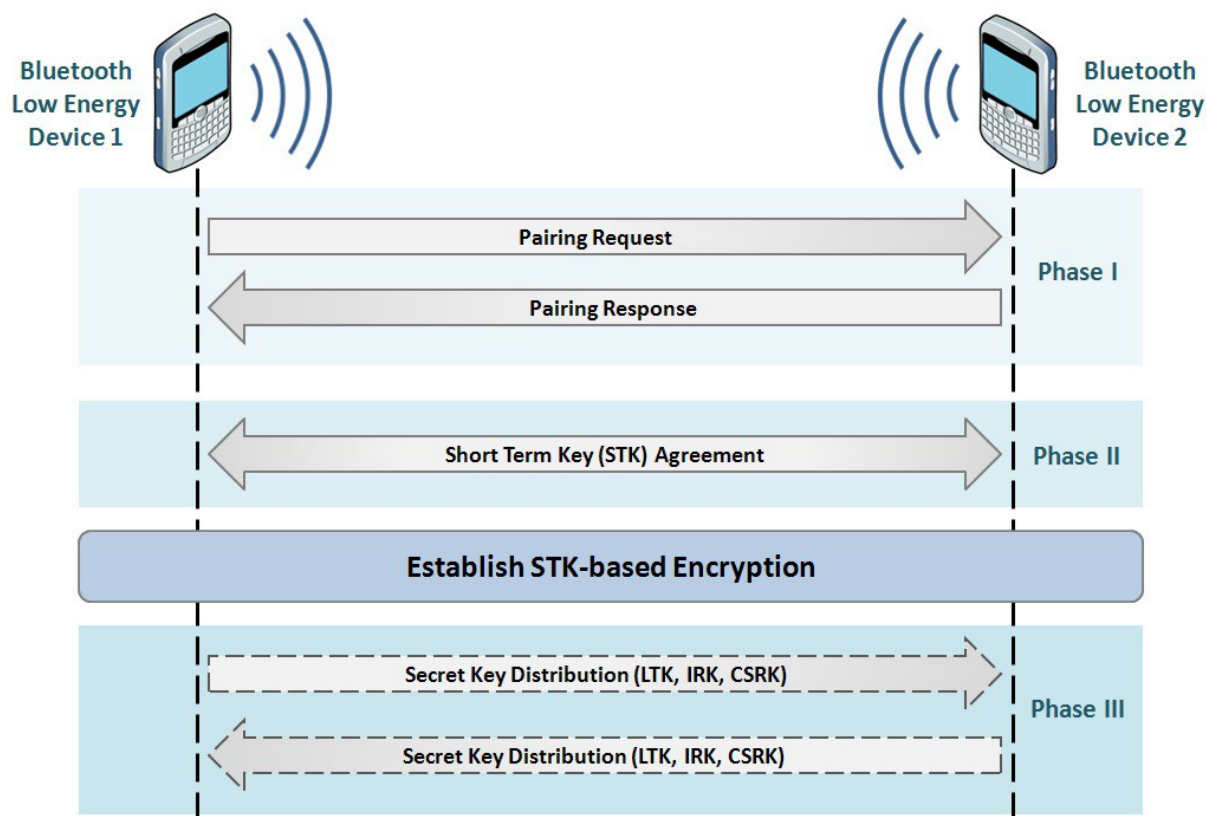 Bluetooth
Low Energy
Device 1
Bluetooth
Low Energy
Device 2
Pairing Request
Phase I
Pairing Response
Short Term Key (STK) Agreement
Phase II
Establish STK-based Encryption
Secret Key Distribution (LTK, IRK, CSRK)
Phase III
Secret Key Distribution (LTK, IRK, CSRK)